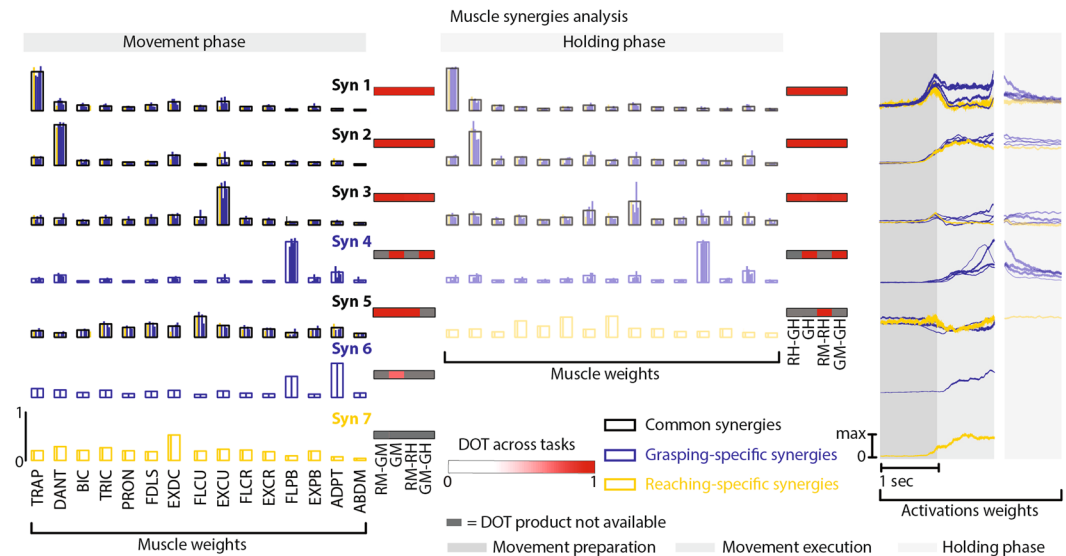 Muscle synergies analysis
Movement phase
Holding phase
Syn 1
Syn 2
Syn 3
Syn 4
Syn 5
Syn 6
Syn 7
1
0
TRAP
DANT
BIC
TRIC
PRON
FDLS
EXDC
FLCU
EXCU
FLCR
EXCR
FLPB
EXPB
ADPT
ABDM
Muscle weights
RM-GM
GM
RM-RH
GM-GH
Muscle weights
RH-GH
GH
RM-RH
GM-GH
DOT across tasks
0
1
Common synergies
Grasping-specific synergies
Reaching-specific synergies
= DOT product not available
max
0
1 sec
Activations weights
Movement preparation
Movement execution
Holding phase